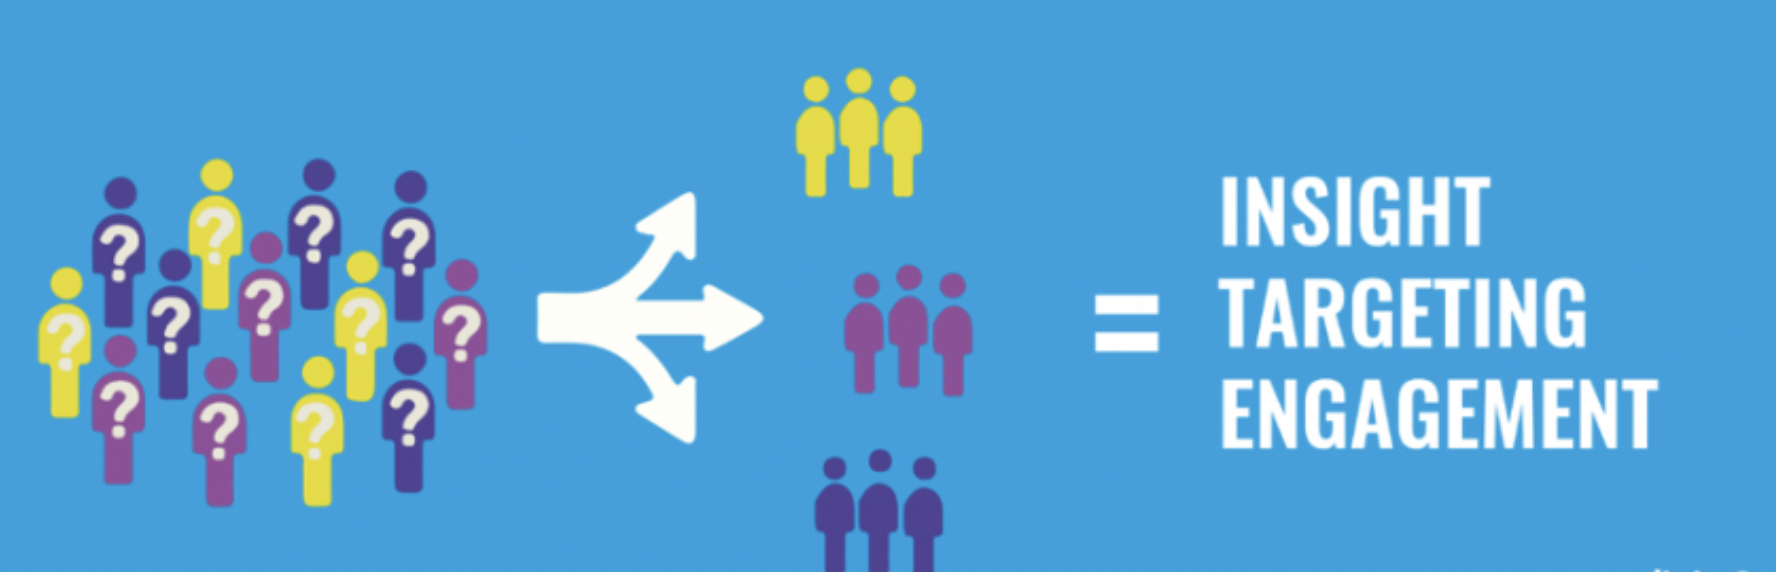 ? ? ? ?
? ? ? ? ? ?
? ? ? ?
=
INSIGHT
TARGETING
ENGAGEMENT